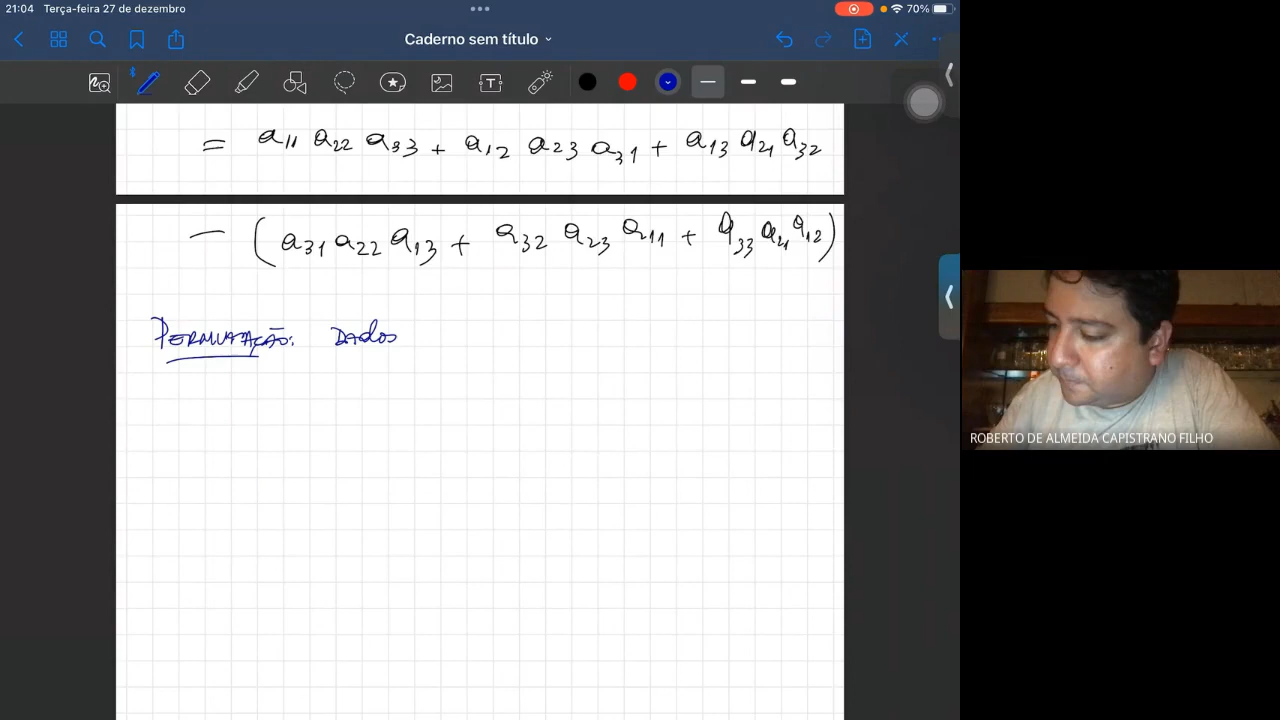 21:04 Terça-feira 27 de dezembro 70%
Caderno sem título
= a11 a22 a33 + a12 a23 a31 + a13 a21 a32
— (a31 a22 a13 + a32 a23 a11 + a33 a21 a12)
PERMUTAÇÃO: DADOS
ROBERTO DE ALMEIDA CAPISTRANO FILHO